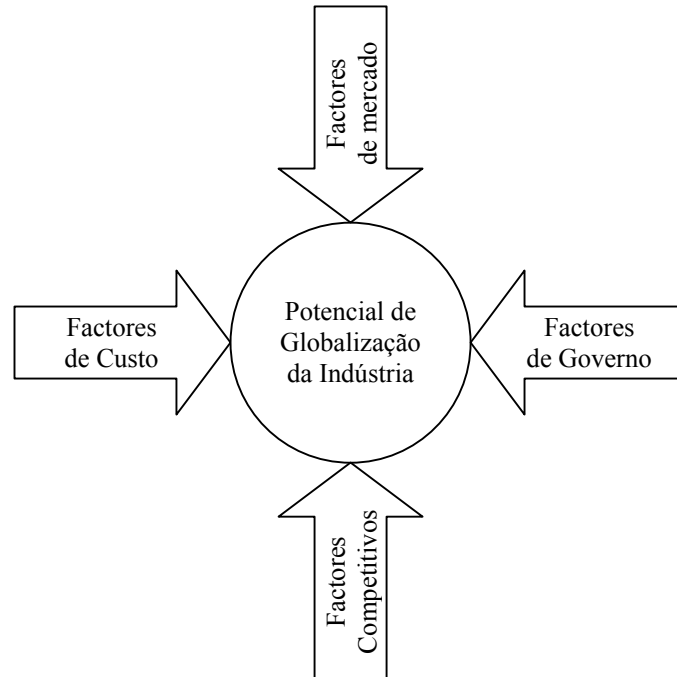 Factores
de mercado
Factores
de Custo
Potencial de
Globalização
da Indústria
Factores
de Governo
Factores
Competitivos